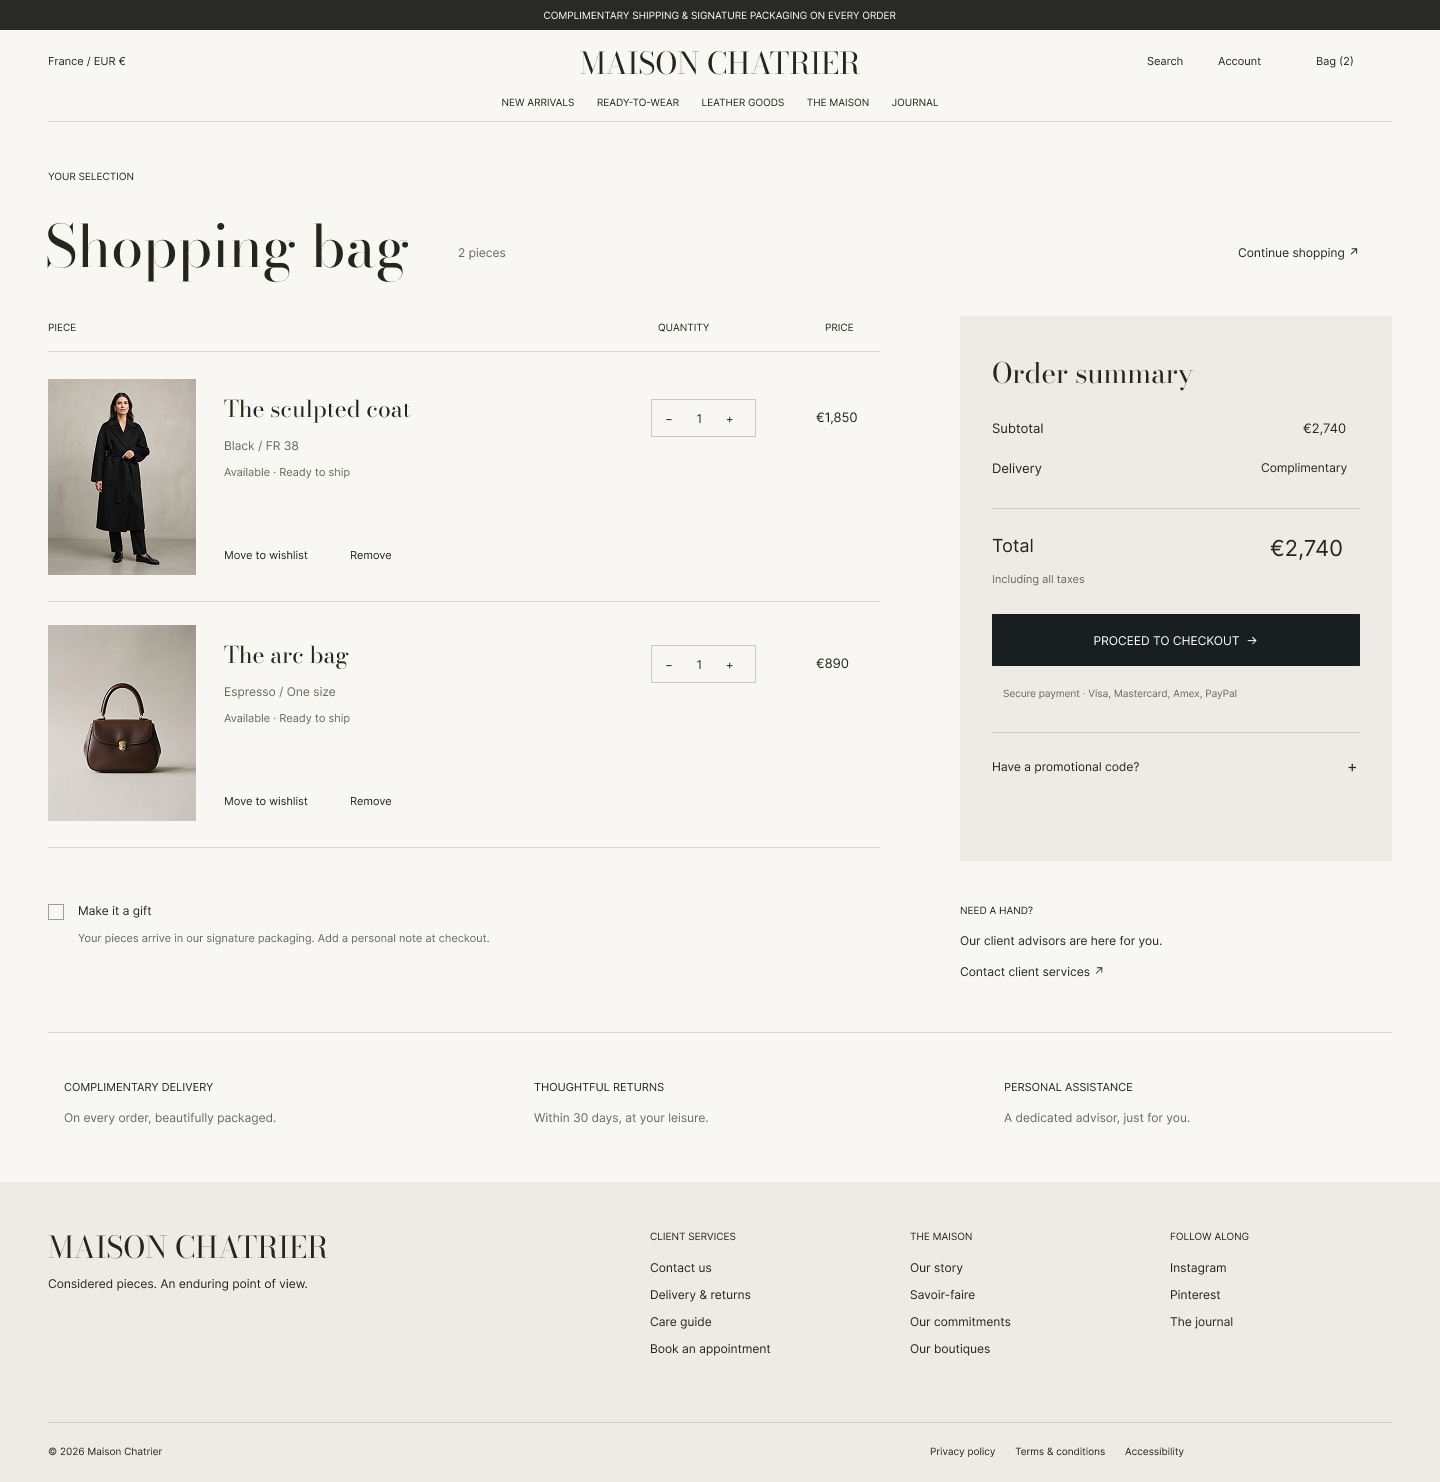 COMPLIMENTARY SHIPPING & SIGNATURE PACKAGING ON EVERY ORDER
France / EUR €
MAISON CHATRIER
Search Account Bag (2)
NEW ARRIVALS READY-TO-WEAR LEATHER GOODS THE MAISON JOURNAL
YOUR SELECTION
Shopping bag 2 pieces Continue shopping ↗
PIECE QUANTITY PRICE
The sculpted coat
− 1 + €1,850
Black / FR 38
Available · Ready to ship
Move to wishlist Remove
The arc bag
− 1 + €890
Espresso / One size
Available · Ready to ship
Move to wishlist Remove
Make it a gift
Your pieces arrive in our signature packaging. Add a personal note at checkout.
Order summary
Subtotal €2,740
Delivery Complimentary
Total €2,740
Including all taxes
PROCEED TO CHECKOUT →
Secure payment · Visa, Mastercard, Amex, PayPal
Have a promotional code? +
NEED A HAND?
Our client advisors are here for you.
Contact client services ↗
COMPLIMENTARY DELIVERY
On every order, beautifully packaged.
THOUGHTFUL RETURNS
Within 30 days, at your leisure.
PERSONAL ASSISTANCE
A dedicated advisor, just for you.
MAISON CHATRIER
Considered pieces. An enduring point of view.
CLIENT SERVICES
Contact us
Delivery & returns
Care guide
Book an appointment
THE MAISON
Our story
Savoir-faire
Our commitments
Our boutiques
FOLLOW ALONG
Instagram
Pinterest
The journal
© 2026 Maison Chatrier
Privacy policy Terms & conditions Accessibility